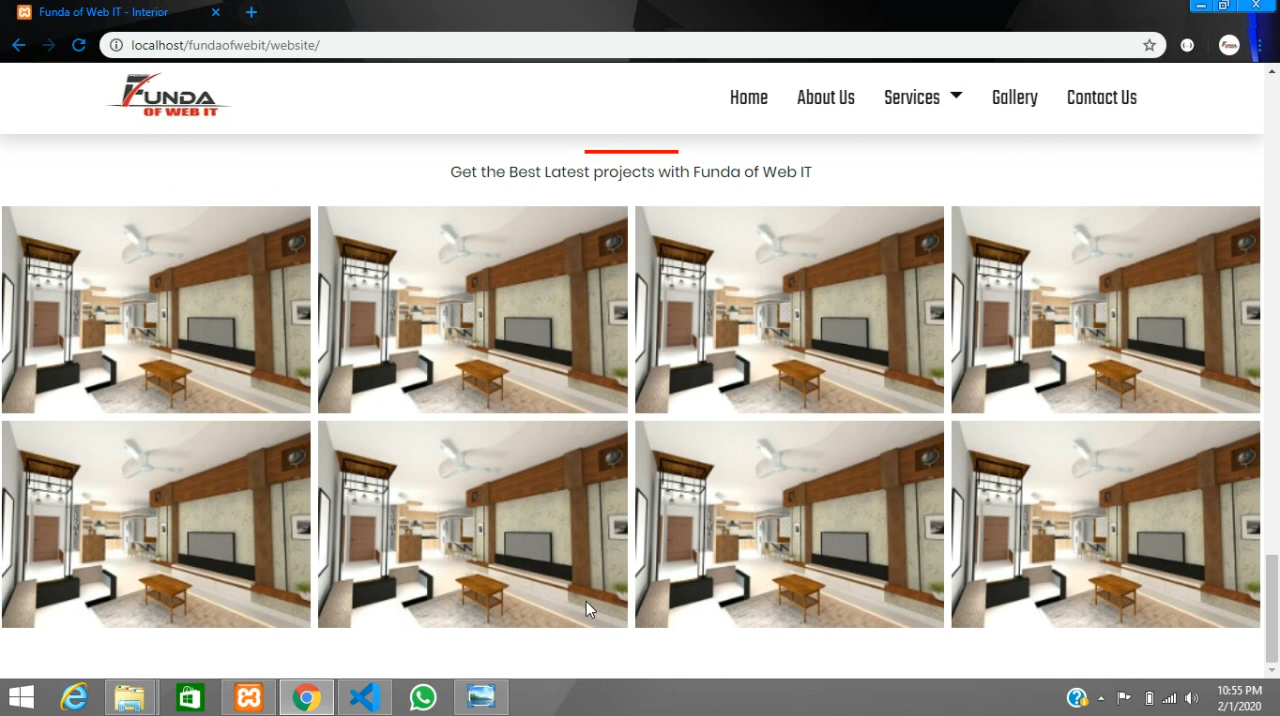 Funda of Web IT - Interior
localhost/fundaofwebit/website/
FUNDA
OF WEB IT
Home
About Us
Services
Gallery
Contact Us
Get the Best Latest projects with Funda of Web IT
10:55 PM
2/1/2020